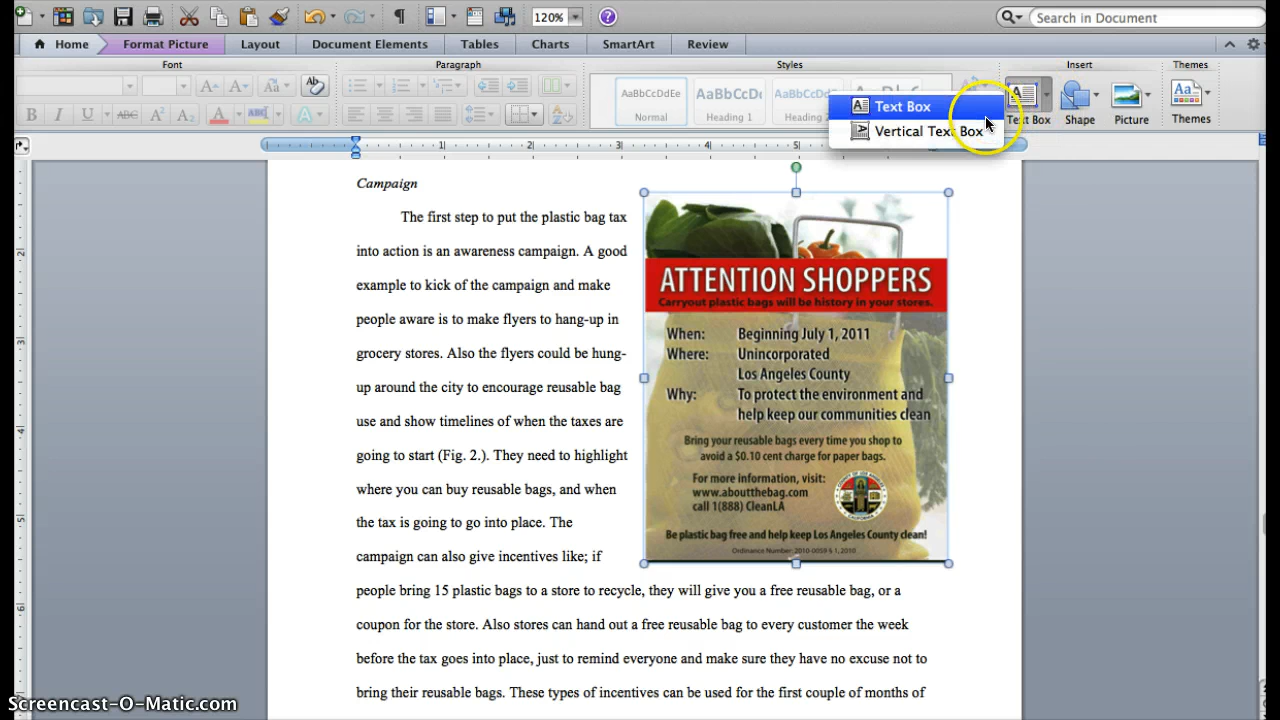 120%
Search in Document
Home
Format Picture
Layout
Document Elements
Tables
Charts
SmartArt
Review
Font
Paragraph
Styles
Insert
Themes
AaBbCcDdEe
AaBbCcDc
Normal
Heading 1
Heading
Text Box
Vertical Text Box
Text Box
Shape
Picture
Themes
1
2
3
4
5
Campaign
The first step to put the plastic bag tax
into action is an awareness campaign. A good
example to kick of the campaign and make
people aware is to make flyers to hang-up in
grocery stores. Also the flyers could be hung-
up around the city to encourage reusable bag
use and show timelines of when the taxes are
going to start (Fig. 2.). They need to highlight
where you can buy reusable bags, and when
the tax is going to go into place. The
campaign can also give incentives like; if
people bring 15 plastic bags to a store to recycle, they will give you a free reusable bag, or a
coupon for the store. Also stores can hand out a free reusable bag to every customer the week
before the tax goes into place, just to remind everyone and make sure they have no excuse not to
bring their reusable bags. These types of incentives can be used for the first couple of months of
ATTENTION SHOPPERS
Carryout plastic bags will be history in your stores.
When: Beginning July 1, 2011
Where: Unincorporated
Los Angeles County
Why: To protect the environment and
help keep our communities clean
Bring your reusable bags every time you shop to
avoid a $0.10 cent charge for paper bags.
For more information, visit:
www.aboutthebag.com
call 1(888) CleanLA
Be plastic bag free and help keep Los Angeles County clean!
Ordinance Number: 2010-0059 § 1, 2010
Screencast-O-Matic.com